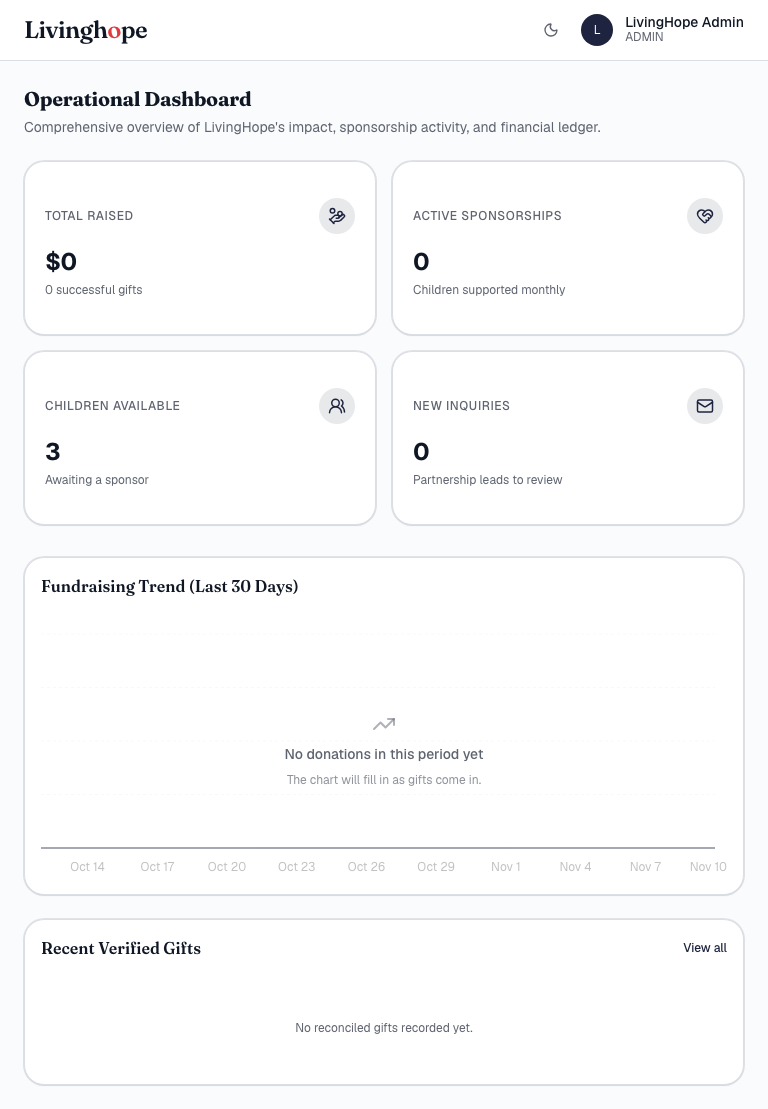 Livinghope
L
LivingHope Admin
ADMIN
Operational Dashboard
Comprehensive overview of LivingHope's impact, sponsorship activity, and financial ledger.
TOTAL RAISED
$0
0 successful gifts
ACTIVE SPONSORSHIPS
0
Children supported monthly
CHILDREN AVAILABLE
3
Awaiting a sponsor
NEW INQUIRIES
0
Partnership leads to review
Fundraising Trend (Last 30 Days)
No donations in this period yet
The chart will fill in as gifts come in.
Oct 14 Oct 17 Oct 20 Oct 23 Oct 26 Oct 29 Nov 1 Nov 4 Nov 7 Nov 10
Recent Verified Gifts
View all
No reconciled gifts recorded yet.